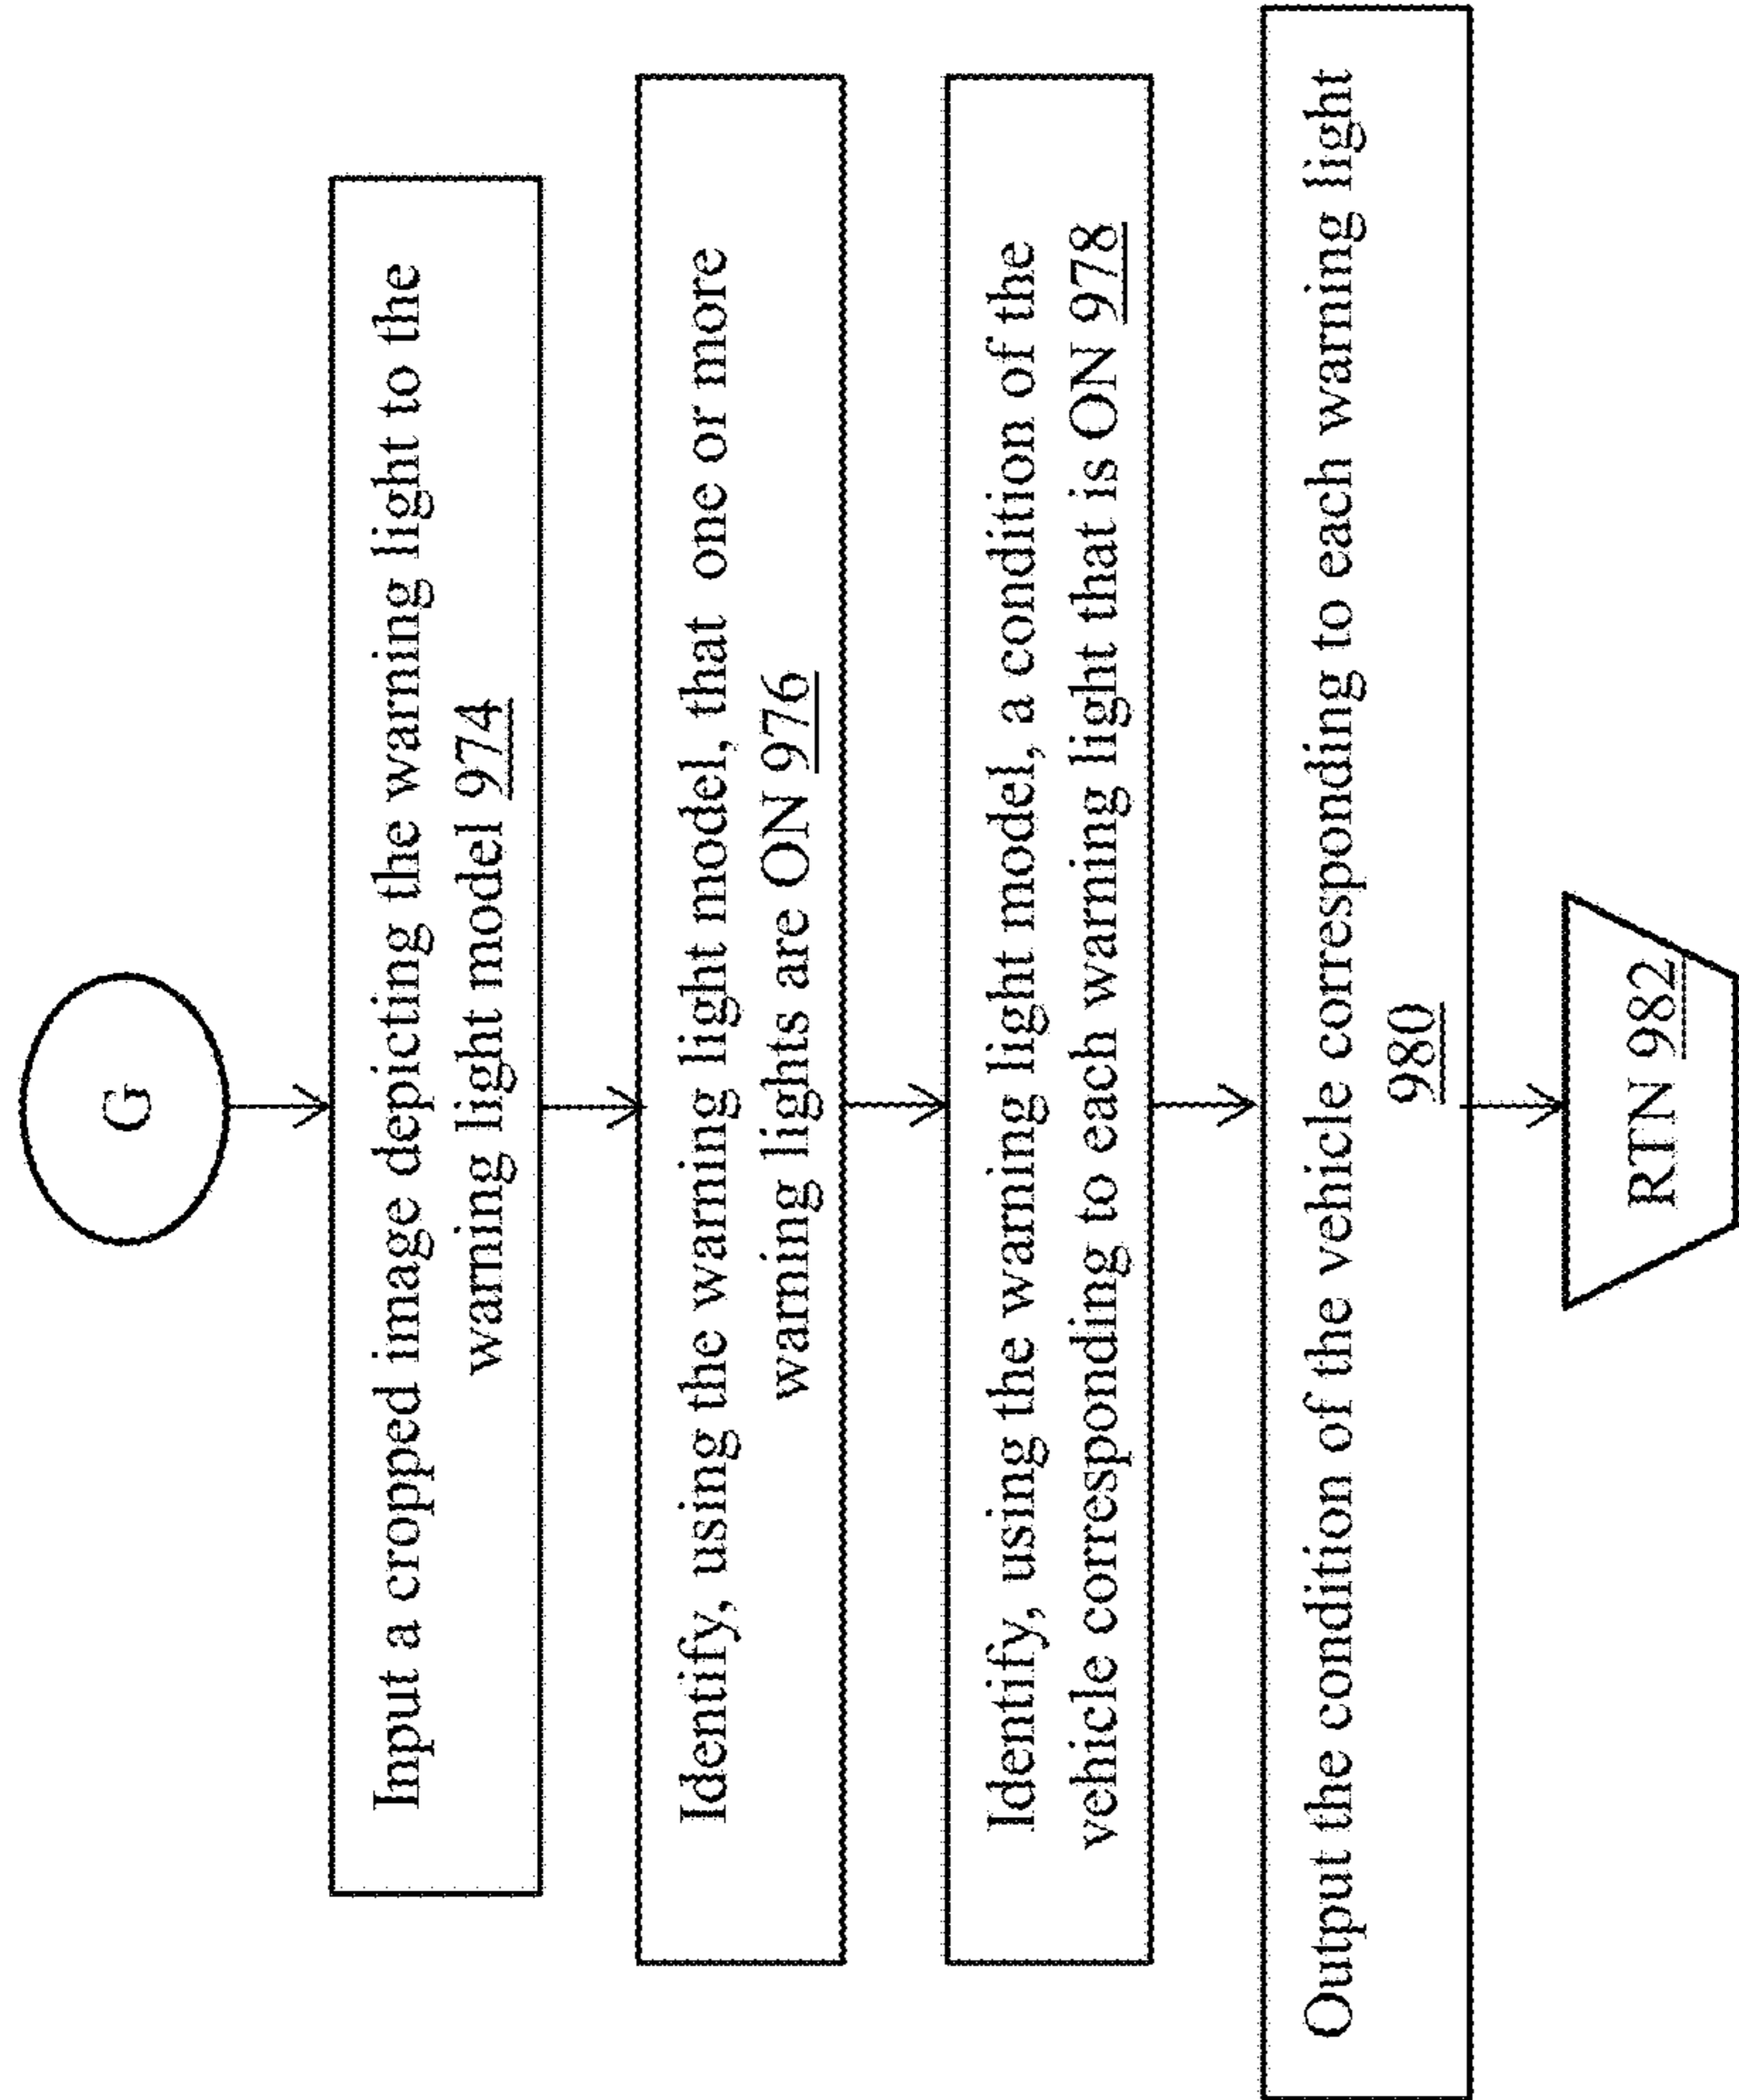 G
Input a cropped image depicting the warning light to the
warning light model 974
Identify, using the warning light model, that one or more
warning lights are ON 976
Identify, using the warning light model, a condition of the
vehicle corresponding to each warning light that is ON 978
Output the condition of the vehicle corresponding to each warning light
980
RTN 982